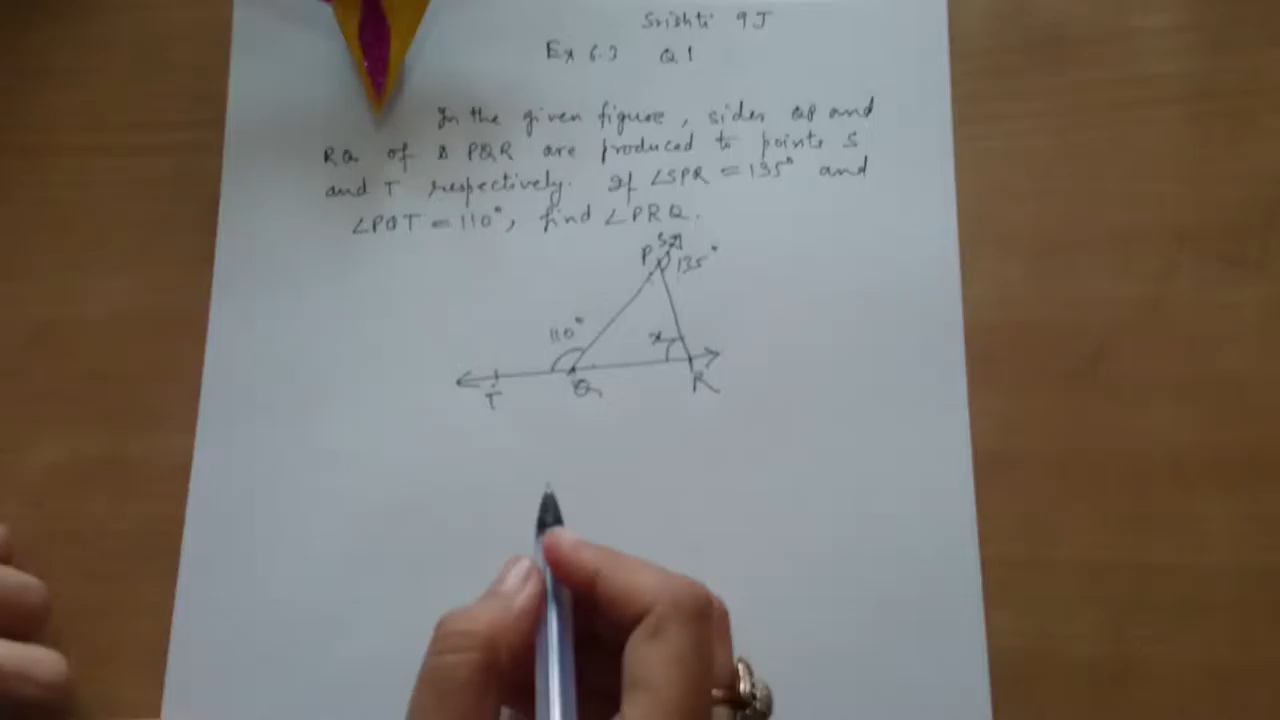 Srishti 9J
Ex 6.3 Q1
In the given figure, sides QP and
RQ of Δ PQR are produced to points S
and T respectively. If ∠SPR = 135° and
∠PQT = 110°, find ∠PRQ.
S
P 135°
110° x
T Q R